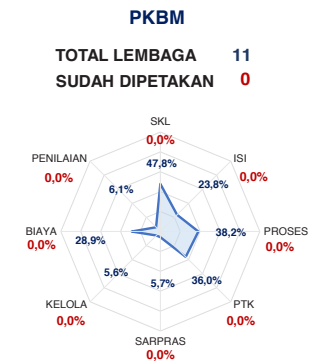 PKBM
TOTAL LEMBAGA 11
SUDAH DIPETAKAN 0
SKL
0,0%
47,8%
PENILAIAN
0,0%
6,1%
ISI
0,0%
23,8%
BIAYA
0,0%
28,9%
38,2%
PROSES
0,0%
5,6%
5,7%
36,0%
KELOLA
0,0%
PTK
0,0%
SARPRAS
0,0%